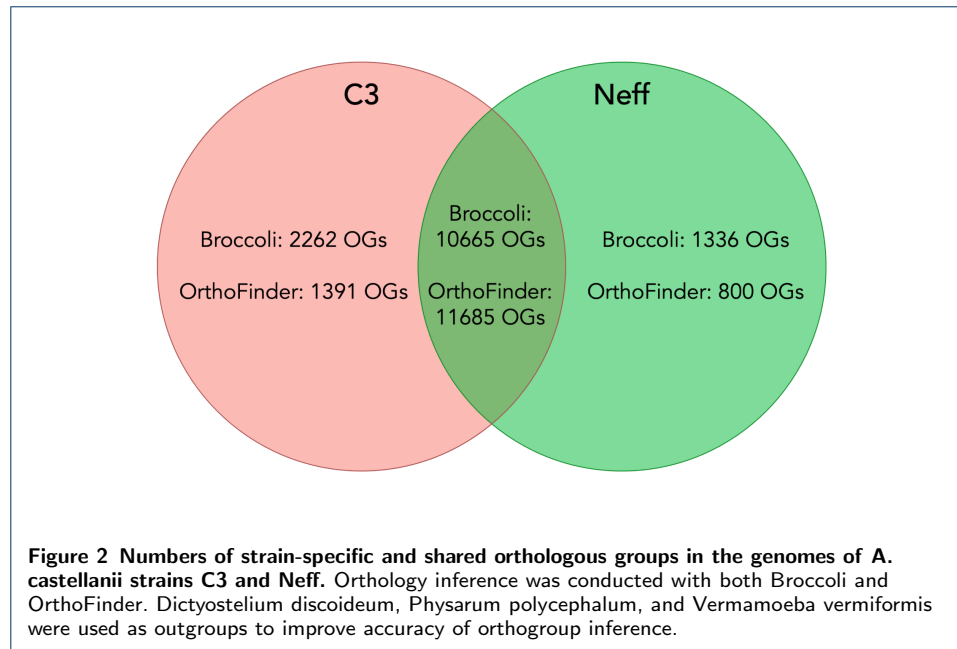 C3
Neff
Broccoli: 2262 OGs
OrthoFinder: 1391 OGs
Broccoli:
10665 OGs
OrthoFinder:
11685 OGs
Broccoli: 1336 OGs
OrthoFinder: 800 OGs
Figure 2 Numbers of strain-specific and shared orthologous groups in the genomes of A.
castellanii strains C3 and Neff. Orthology inference was conducted with both Broccoli and
OrthoFinder. Dictyostelium discoideum, Physarum polycephalum, and Vermamoeba vermiformis
were used as outgroups to improve accuracy of orthogroup inference.